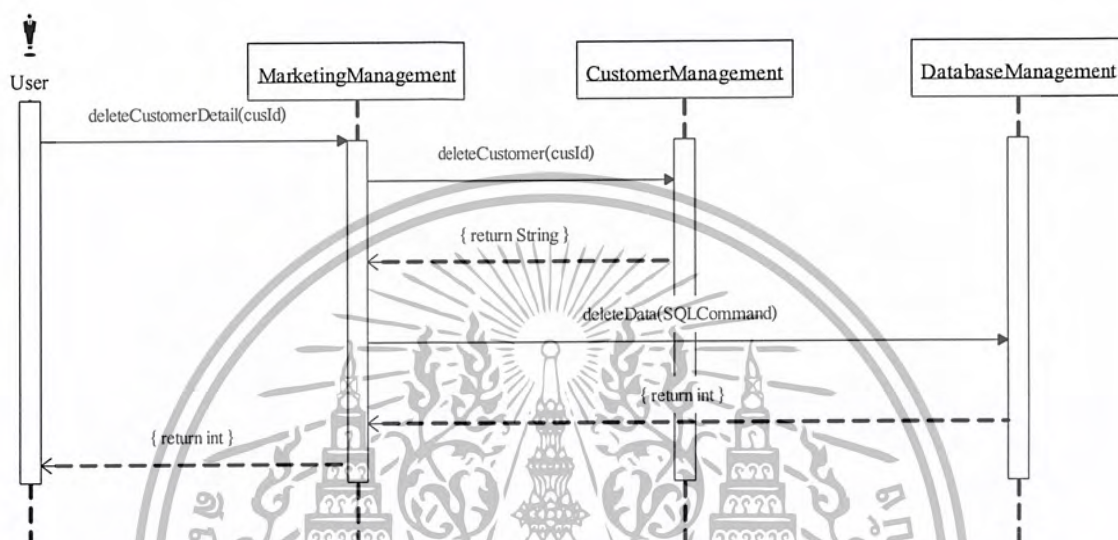 User
MarketingManagement
CustomerManagement
DatabaseManagement
deleteCustomerDetail(cusId)
deleteCustomer(cusId)
{ return String }
deleteData(SQLCommand)
{ return int }
{ return int }